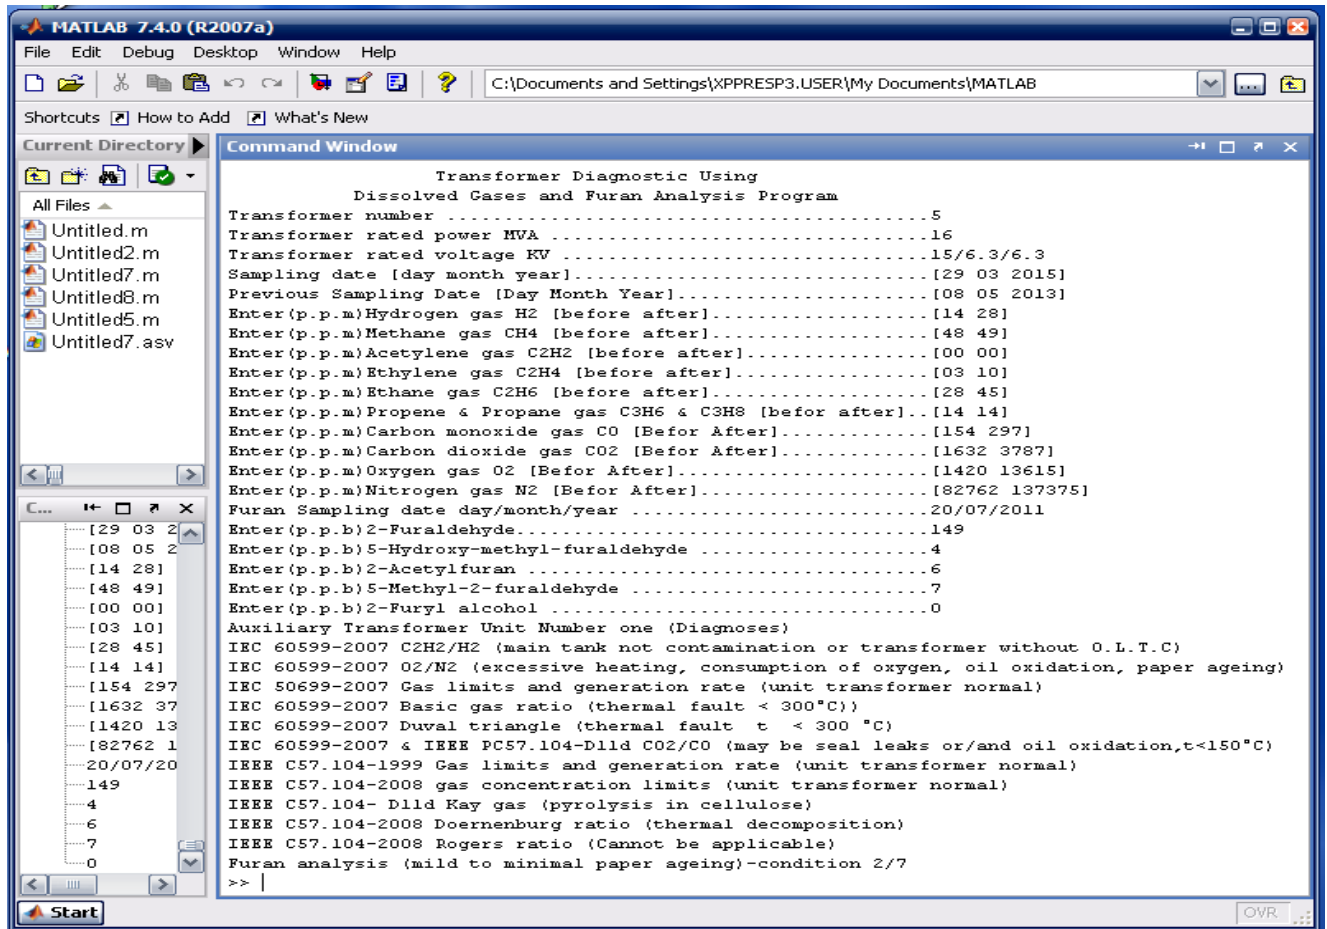 MATLAB 7.4.0 (R2007a)
File Edit Debug Desktop Window Help
C:\Documents and Settings\XPPRESP3.USER\My Documents\MATLAB
Shortcuts How to Add What's New
Current Directory
Command Window
All Files
Untitled.m
Untitled2.m
Untitled7.m
Untitled8.m
Untitled5.m
Untitled7.asv
C...
[29 03 2
[08 05 2
[14 28]
[48 49]
[00 00]
[03 10]
[28 45]
[14 14]
[154 297
[1632 37
[1420 13
[82762 1
20/07/20
149
4
6
7
0
Transformer Diagnostic Using
Dissolved Gases and Furan Analysis Program
Transformer number ..........................................5
Transformer rated power MVA .................................16
Transformer rated voltage KV ................................15/6.3/6.3
Sampling date [day month year]...............................[29 03 2015]
Previous Sampling Date [Day Month Year]......................[08 05 2013]
Enter(p.p.m)Hydrogen gas H2 [before after]...................[14 28]
Enter(p.p.m)Methane gas CH4 [before after]...................[48 49]
Enter(p.p.m)Acetylene gas C2H2 [before after]................[00 00]
Enter(p.p.m)Ethylene gas C2H4 [before after].................[03 10]
Enter(p.p.m)Ethane gas C2H6 [before after]...................[28 45]
Enter(p.p.m)Propene & Propane gas C3H6 & C3H8 [befor after]..[14 14]
Enter(p.p.m)Carbon monoxide gas CO [Befor After].............[154 297]
Enter(p.p.m)Carbon dioxide gas CO2 [Befor After].............[1632 3787]
Enter(p.p.m)Oxygen gas O2 [Befor After]......................[1420 13615]
Enter(p.p.m)Nitrogen gas N2 [Befor After]....................[82762 137375]
Furan Sampling date day/month/year ..........................20/07/2011
Enter(p.p.b)2-Furaldehyde....................................149
Enter(p.p.b)5-Hydroxy-methyl-furaldehyde ....................4
Enter(p.p.b)2-Acetylfuran ...................................6
Enter(p.p.b)5-Methyl-2-furaldehyde ..........................7
Enter(p.p.b)2-Furyl alcohol .................................0
Auxiliary Transformer Unit Number one (Diagnoses)
IEC 60599-2007 C2H2/H2 (main tank not contamination or transformer without O.L.T.C)
IEC 60599-2007 O2/N2 (excessive heating, consumption of oxygen, oil oxidation, paper ageing)
IEC 50699-2007 Gas limits and generation rate (unit transformer normal)
IEC 60599-2007 Basic gas ratio (thermal fault < 300°C))
IEC 60599-2007 Duval triangle (thermal fault t < 300 °C)
IEC 60599-2007 & IEEE PC57.104-D11d CO2/CO (may be seal leaks or/and oil oxidation,t<150°C)
IEEE C57.104-1999 Gas limits and generation rate (unit transformer normal)
IEEE C57.104-2008 gas concentration limits (unit transformer normal)
IEEE C57.104- D11d Kay gas (pyrolysis in cellulose)
IEEE C57.104-2008 Doernenburg ratio (thermal decomposition)
IEEE C57.104-2008 Rogers ratio (Cannot be applicable)
Furan analysis (mild to minimal paper ageing)-condition 2/7
>>
Start
OVR